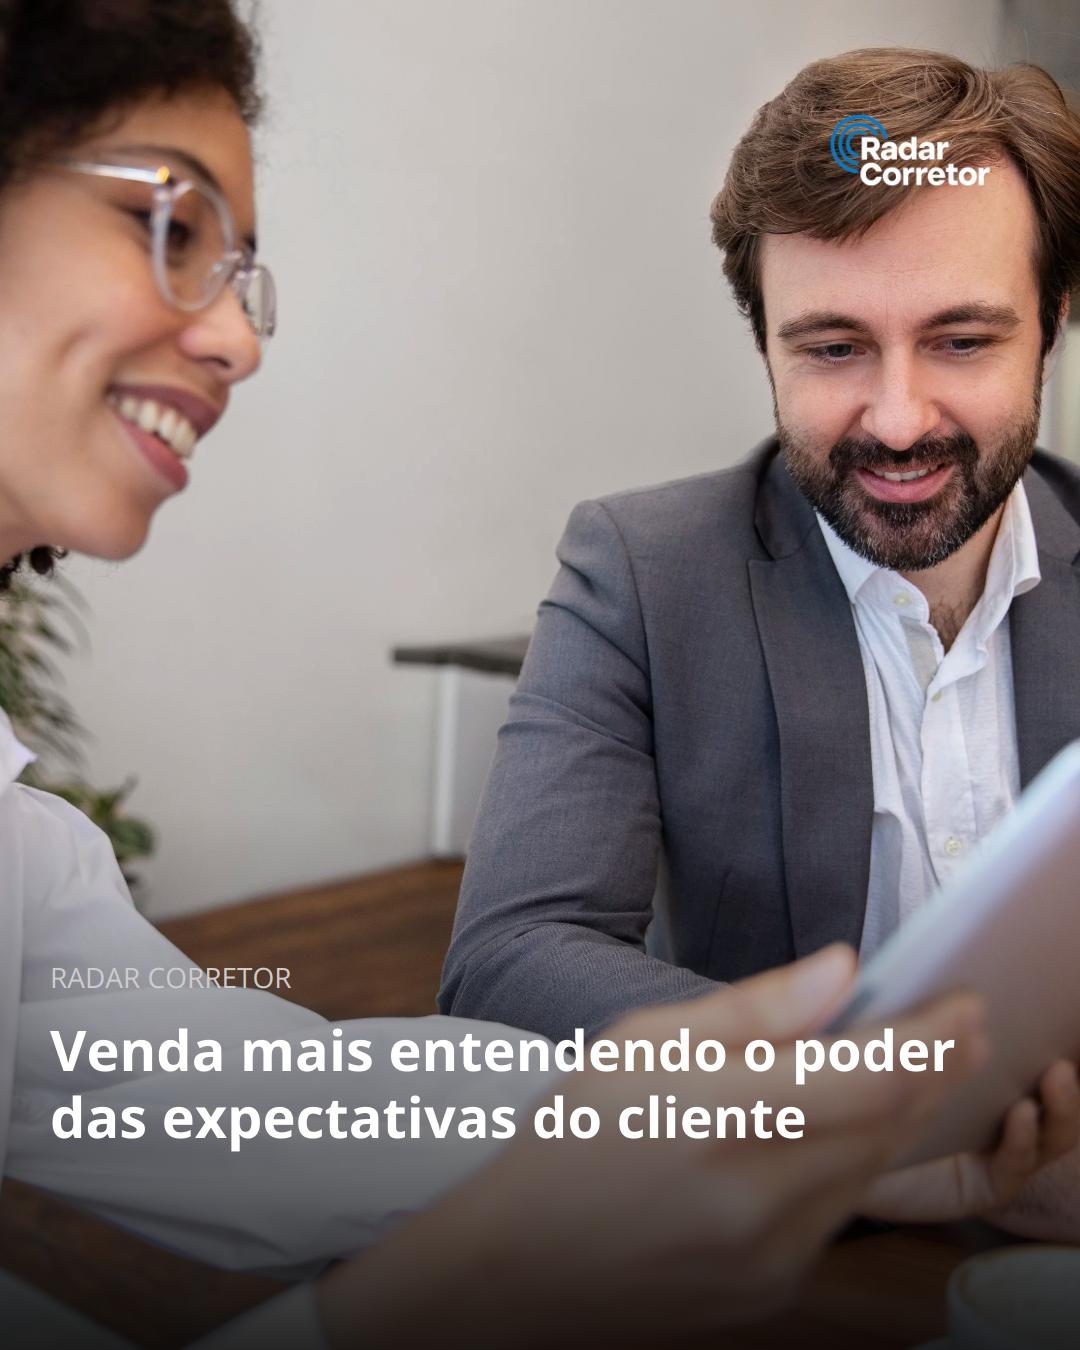 Radar
Corretor
RADAR CORRETOR
Venda mais entendendo o poder
das expectativas do cliente